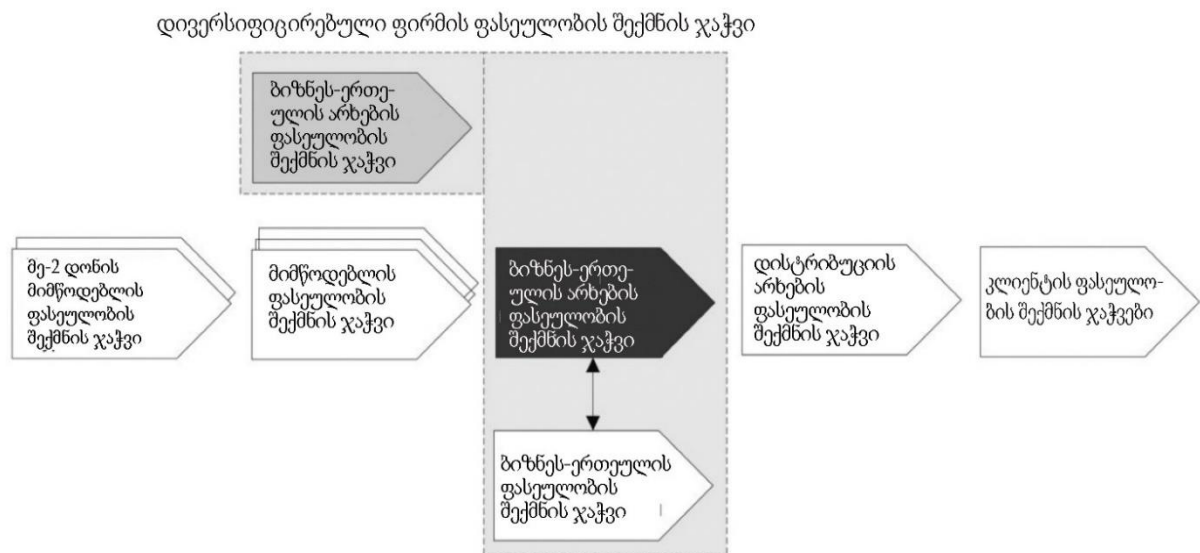 დივერსიფიცირებული ფირმის ფასეულობის შექმნის ჯაჭვი
ბიზნეს-ერთე-
ულის არხების
ფასეულობის
შექმნის ჯაჭვი
მე-2 დონის
მიმწოდებლის
ფასეულობის
შექმნის ჯაჭვი
მიმწოდებლის
ფასეულობის
შექმნის ჯაჭვი
ბიზნეს-ერთე-
ულის არხების
ფასეულობის
შექმნის ჯაჭვი
დისტრიბუციის
არხების
ფასეულობის
შექმნის ჯაჭვი
კლიენტის ფასეულო-
ბის შექმნის ჯაჭვები
ბიზნეს-ერთეულის
ფასეულობის
შექმნის ჯაჭვი